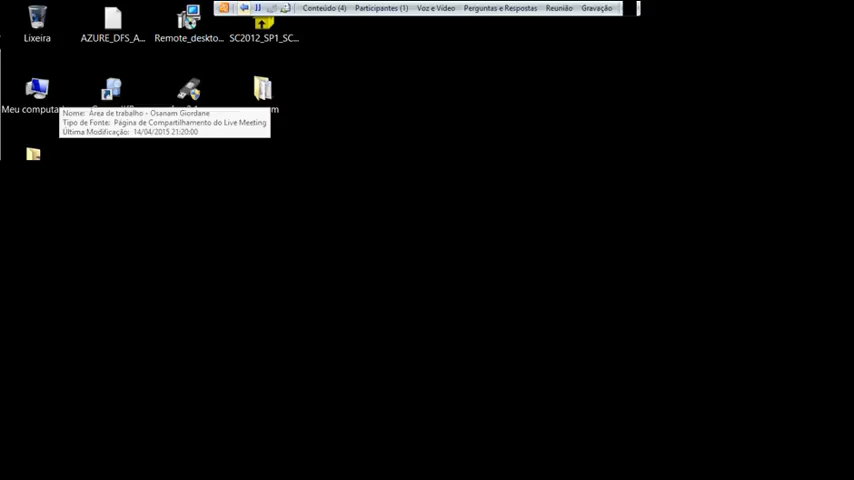 Conteúdo (4) Participantes (1) Voz e Vídeo Perguntas e Respostas Reunião Gravação
Lixeira AZURE_DFS_A... Remote_deskto... SC2012_SP1_SC...
Meu computa
Nome: Área de trabalho - Osanam Giordane
Tipo de Fonte: Página de Compartilhamento do Live Meeting
Última Modificação: 14/04/2015 21:20:00